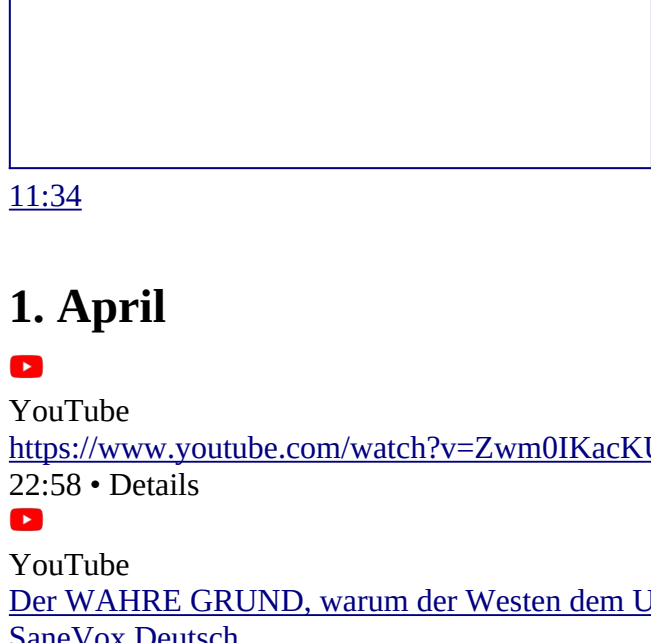 11:34
1. April
YouTube
https://www.youtube.com/watch?v=Zwm0IKacKU
22:58 • Details
YouTube
Der WAHRE GRUND, warum der Westen dem U
SaneVox Deutsch